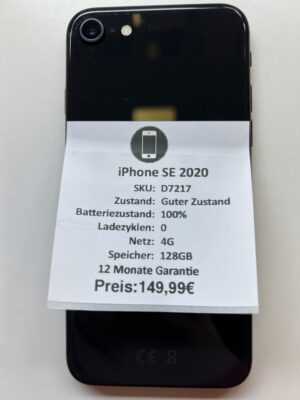 iPhone SE 2020
SKU: D7217
Zustand: Guter Zustand
Batteriezustand: 100%
Ladezyklen: 0
Netz: 4G
Speicher: 128GB
12 Monate Garantie
Preis:149,99€
CE